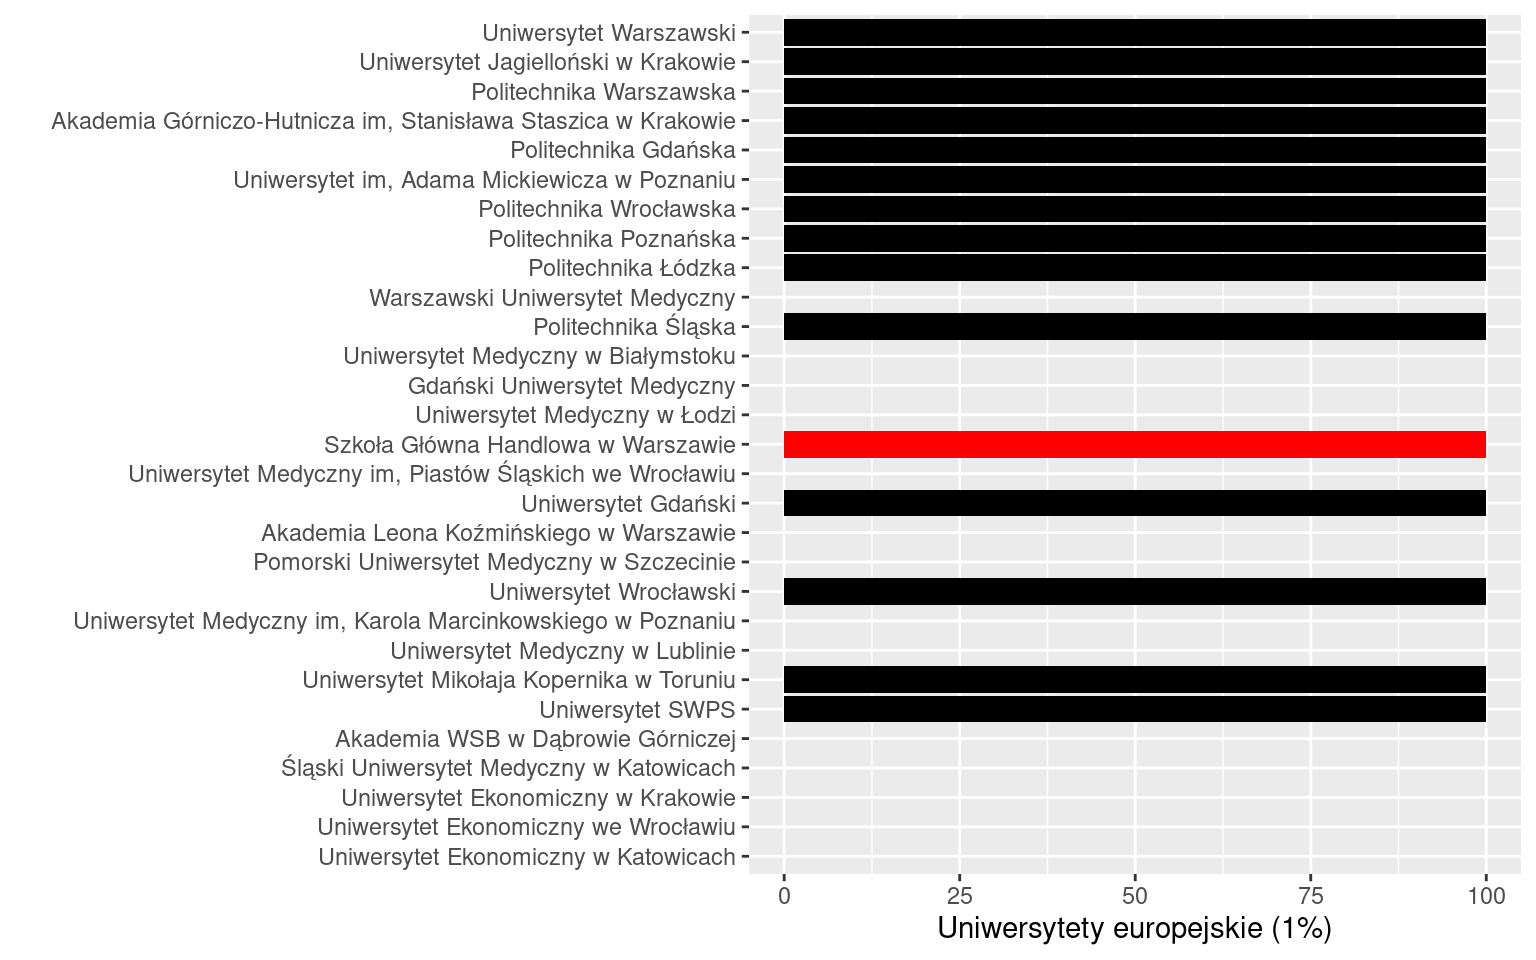 Uniwersytet Warszawski
Uniwersytet Jagielloński w Krakowie
Politechnika Warszawska
Akademia Górniczo-Hutnicza im, Stanisława Staszica w Krakowie
Politechnika Gdańska
Uniwersytet im, Adama Mickiewicza w Poznaniu
Politechnika Wrocławska
Politechnika Poznańska
Politechnika Łódzka
Warszawski Uniwersytet Medyczny
Politechnika Śląska
Uniwersytet Medyczny w Białymstoku
Gdański Uniwersytet Medyczny
Uniwersytet Medyczny w Łodzi
Szkoła Główna Handlowa w Warszawie
Uniwersytet Medyczny im, Piastów Śląskich we Wrocławiu
Uniwersytet Gdański
Akademia Leona Koźmińskiego w Warszawie
Pomorski Uniwersytet Medyczny w Szczecinie
Uniwersytet Wrocławski
Uniwersytet Medyczny im, Karola Marcinkowskiego w Poznaniu
Uniwersytet Medyczny w Lublinie
Uniwersytet Mikołaja Kopernika w Toruniu
Uniwersytet SWPS
Akademia WSB w Dąbrowie Górniczej
Śląski Uniwersytet Medyczny w Katowicach
Uniwersytet Ekonomiczny w Krakowie
Uniwersytet Ekonomiczny we Wrocławiu
Uniwersytet Ekonomiczny w Katowicach
0 25 50 75 100
Uniwersytety europejskie (1%)